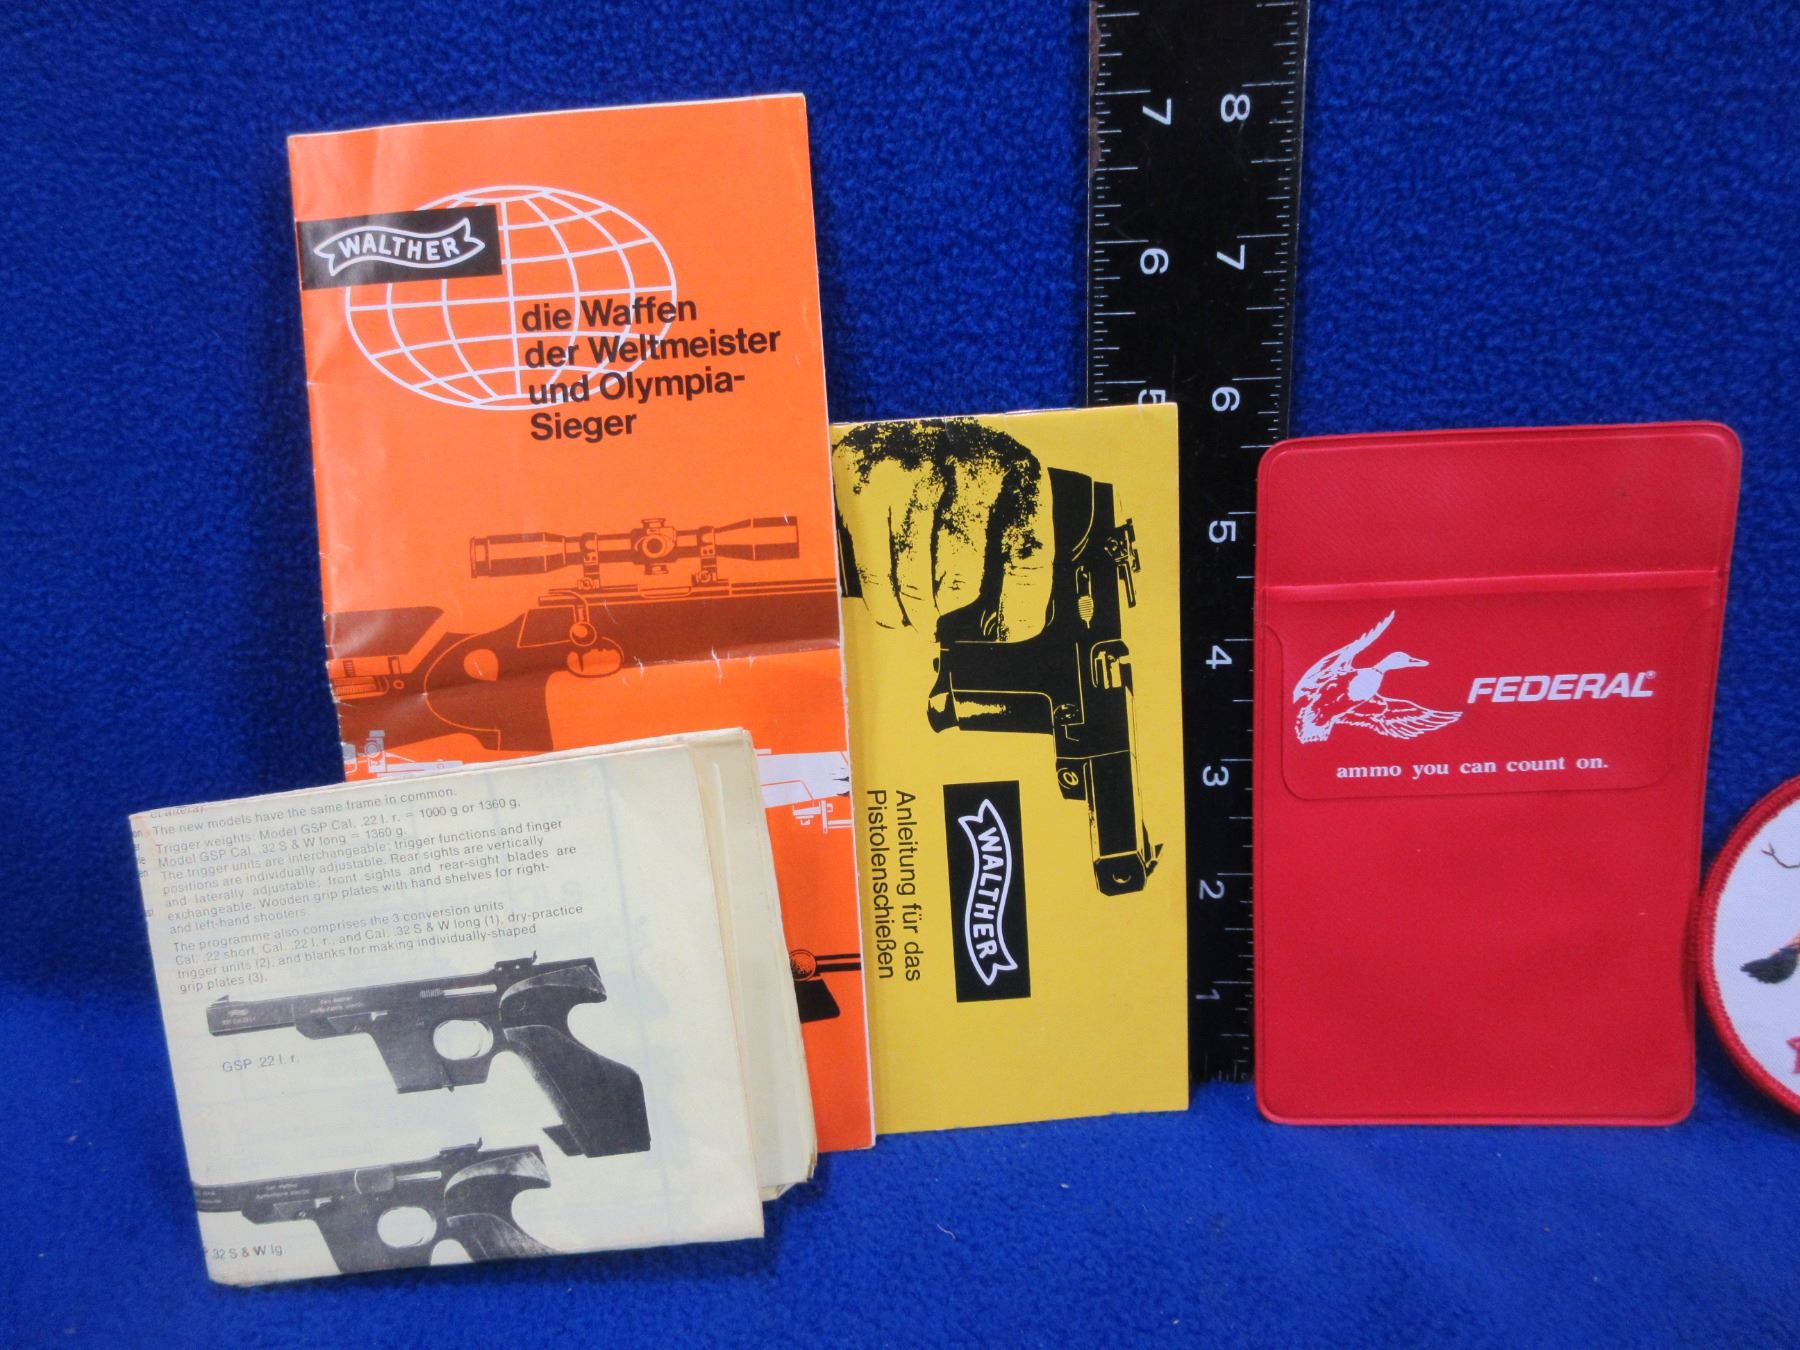 WALTHER
die Waffen
der Weltmeister
und Olympia-
Sieger
The new models have the same frame in common.
Trigger weights: Model GSP Cal. .22 l. r. = 1000 g or 1360 g,
Model GSP Cal. .32 S & W long = 1360 g.
The trigger units are interchangeable; trigger functions and finger
positions are individually adjustable. Rear sights are vertically
and laterally adjustable; front sights and rear-sight blades are
exchangeable. Wooden grip plates with hand shelves for right-
and left-hand shooters.
The programme also comprises the 3 conversion units
Cal. .22 short, Cal. .22 l. r., and Cal. .32 S & W long (1), dry-practice
trigger units (2), and blanks for making individually-shaped
grip plates (3).
GSP .22 l. r.
.32 S & W lg
Anleitung für das
Pistolenschießen
WALTHER
7 8
6 7
5 6
5
4
3
2
1
FEDERAL®
ammo you can count on.